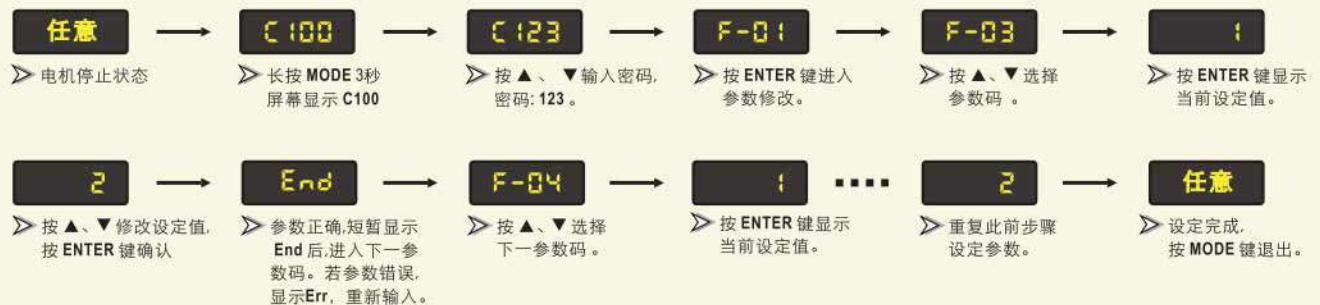 任意
C100
C123
F-01
F-03
1
电机停止状态
长按 MODE 3秒
屏幕显示 C100
按 ▲、▼输入密码,
密码: 123 。
按 ENTER 键进入
参数修改。
按 ▲、▼ 选择
参数码 。
按 ENTER 键显示
当前设定值。
2
End
F-04
1
2
任意
按 ▲、▼ 修改设定值,
按 ENTER 键确认
参数正确,短暂显示
End 后,进入下一参
数码。若参数错误,
显示Err，重新输入。
按 ▲、▼ 选择
下一参数码 。
按 ENTER 键显示
当前设定值。
重复此前步骤
设定参数。
设定完成,
按 MODE 键退出。